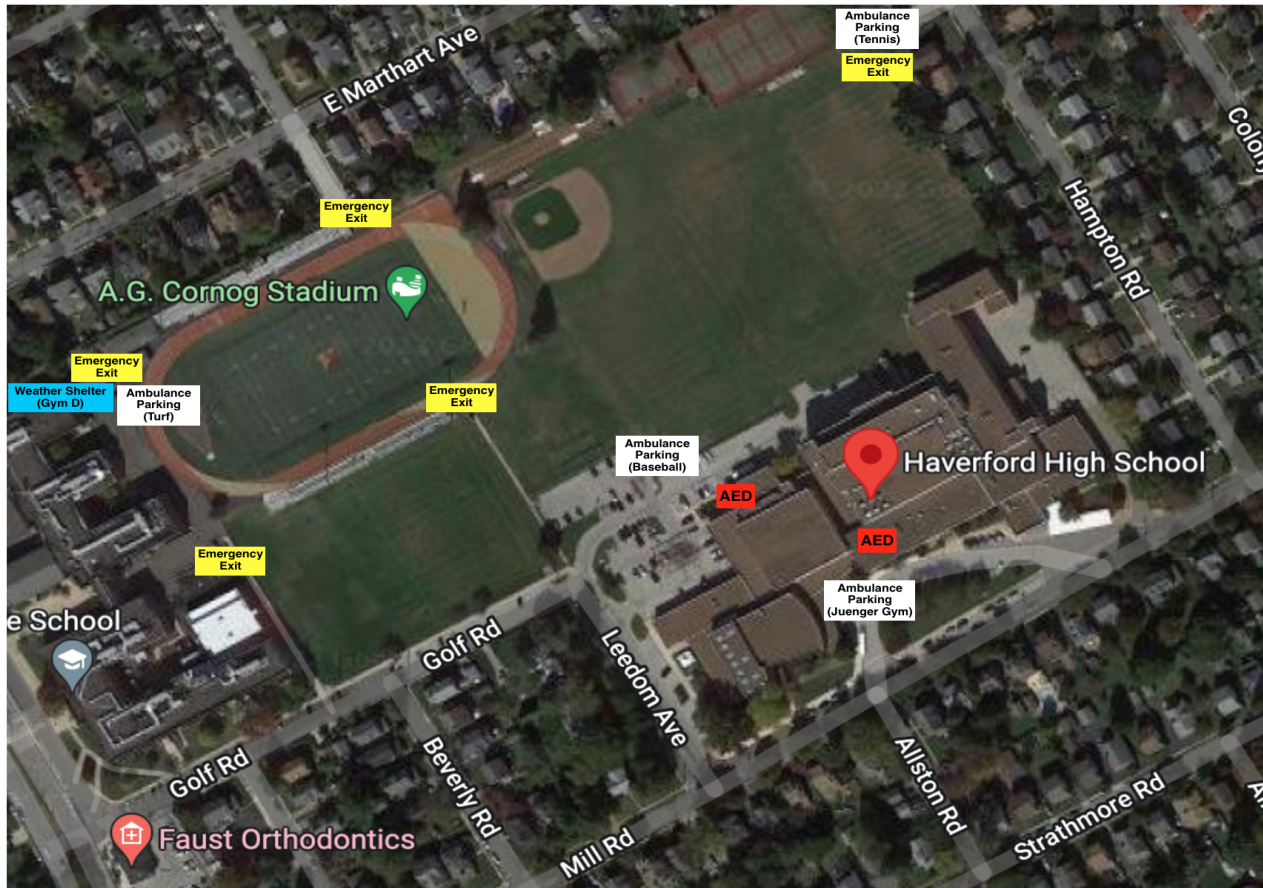 Ambulance
Parking
(Tennis)
Emergency
Exit
E Marthart Ave
Colony
Hampton Rd
Emergency
Exit
A.G. Cornog Stadium
Emergency
Exit
Weather Shelter
(Gym D)
Ambulance
Parking
(Turf)
Emergency
Exit
Ambulance
Parking
(Baseball)
Haverford High School
AED
AED
Emergency
Exit
Ambulance
Parking
(Juenger Gym)
e School
Golf Rd
Leedom Ave
Golf Rd
Beverly Rd
Allston Rd
Strathmore Rd
Mill Rd
Faust Orthodontics